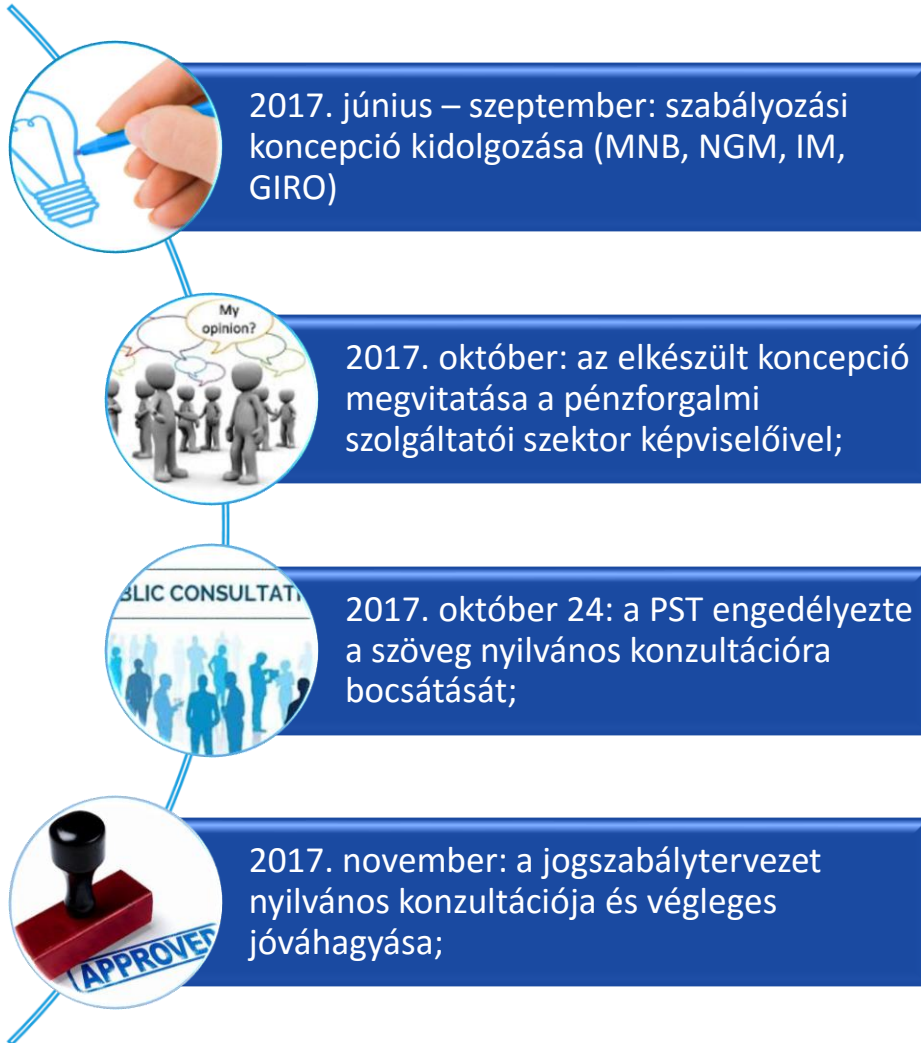 2017. június – szeptember: szabályozási
koncepció kidolgozása (MNB, NGM, IM,
GIRO)
My
opinion?
2017. október: az elkészült koncepció
megvitatása a pénzforgalmi
szolgáltatói szektor képviselőivel;
BLIC CONSULTATI
2017. október 24: a PST engedélyezte
a szöveg nyilvános konzultációra
bocsátását;
APPROVED
2017. november: a jogszabálytervezet
nyilvános konzultációja és végleges
jóváhagyása;